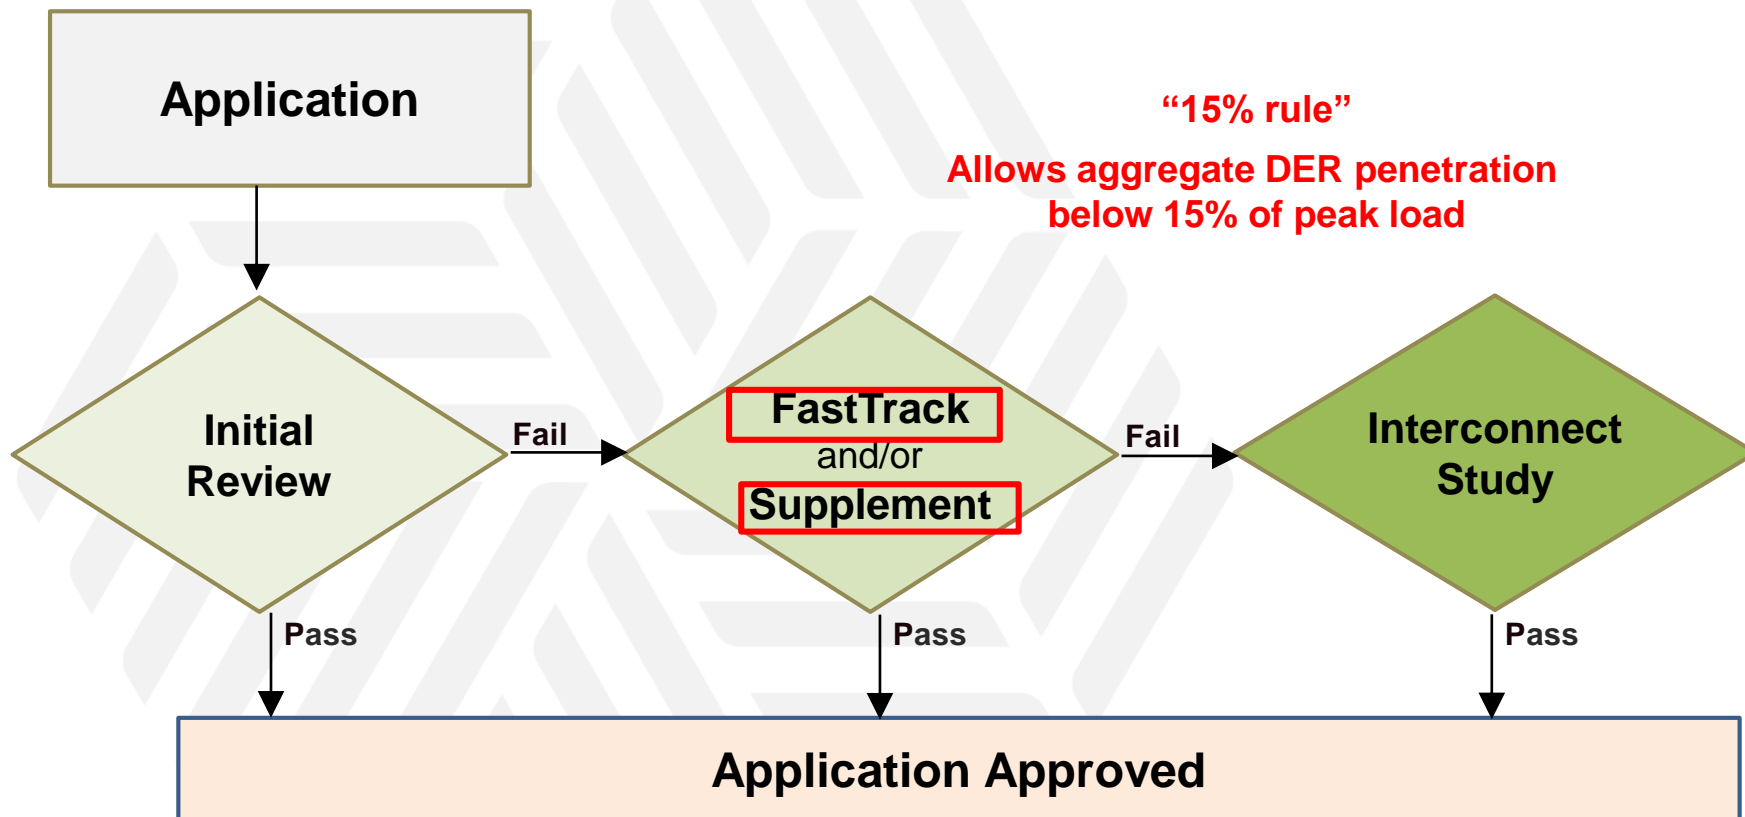 Application
“15% rule”
Allows aggregate DER penetration
below 15% of peak load
Initial
Review
Fail
FastTrack
and/or
Supplement
Fail
Interconnect
Study
Pass
Pass
Pass
Application Approved